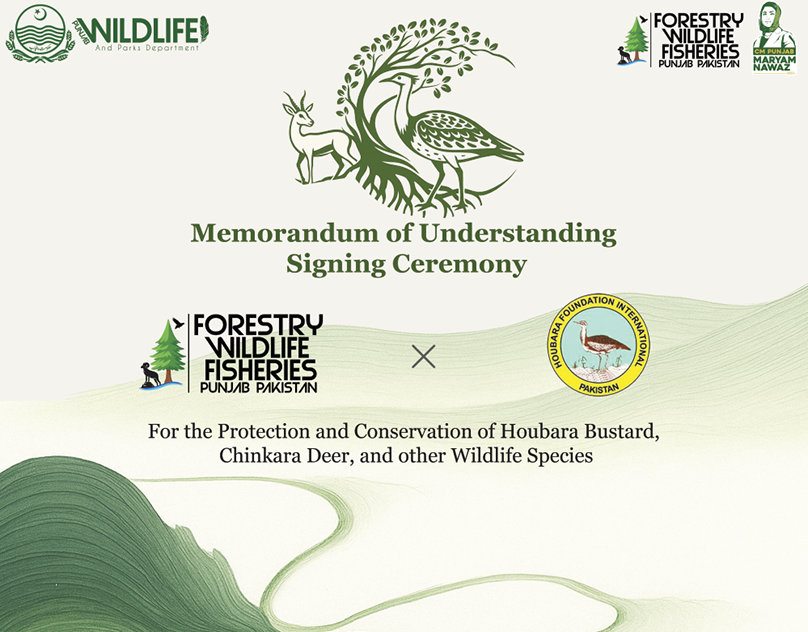 PUNJAB WILDLIFE
And Parks Department
FORESTRY
WILDLIFE
FISHERIES
PUNJAB PAKISTAN
CM PUNJAB
MARYAM
NAWAZ
Memorandum of Understanding
Signing Ceremony
FORESTRY
WILDLIFE
FISHERIES
PUNJAB PAKISTAN
HOUBARA FOUNDATION INTERNATIONAL
PAKISTAN
For the Protection and Conservation of Houbara Bustard,
Chinkara Deer, and other Wildlife Species